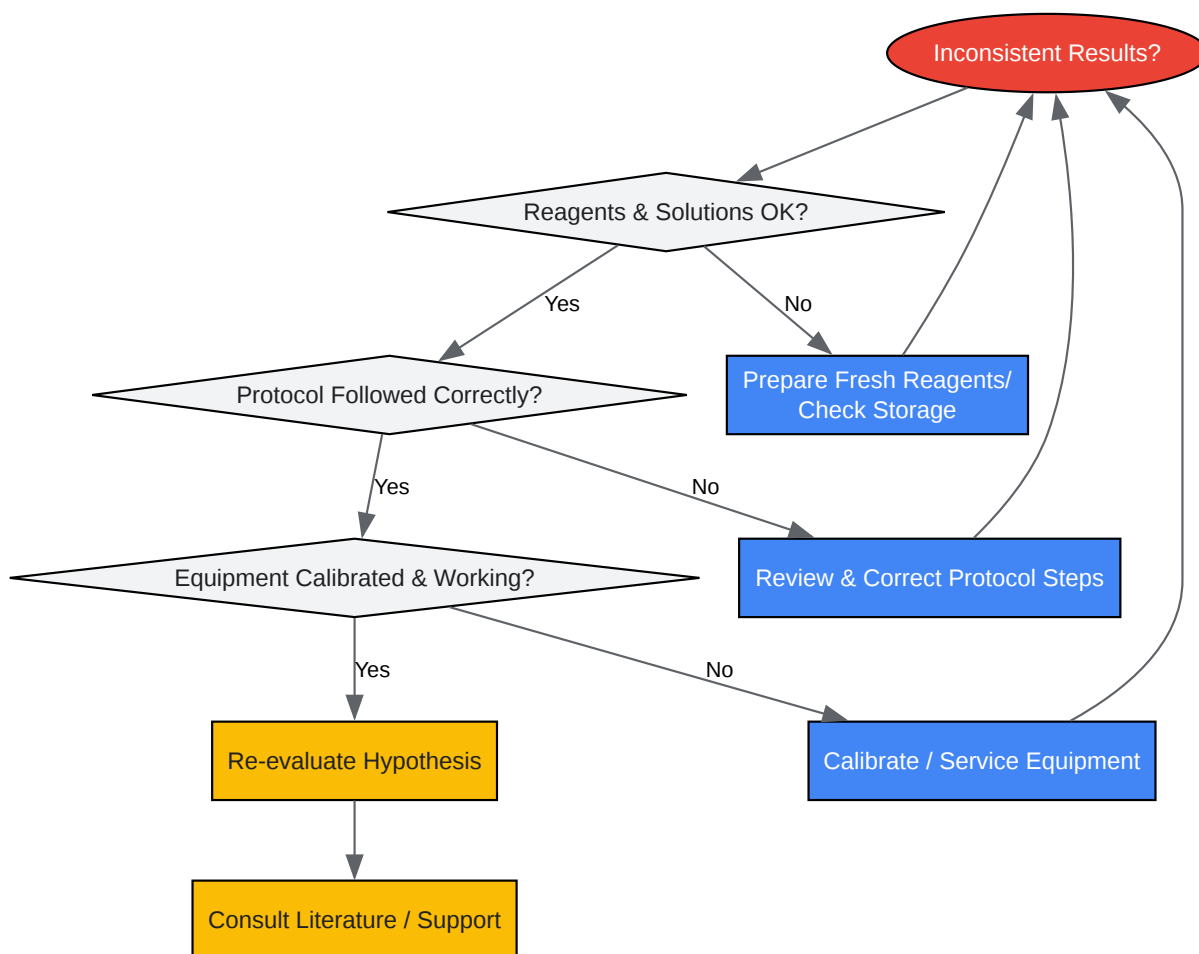 Inconsistent Results?
Reagents & Solutions OK?
Yes
No
Protocol Followed Correctly?
Prepare Fresh Reagents/
Check Storage
Yes
No
Equipment Calibrated & Working?
Review & Correct Protocol Steps
Yes
No
Re-evaluate Hypothesis
Calibrate / Service Equipment
Consult Literature / Support